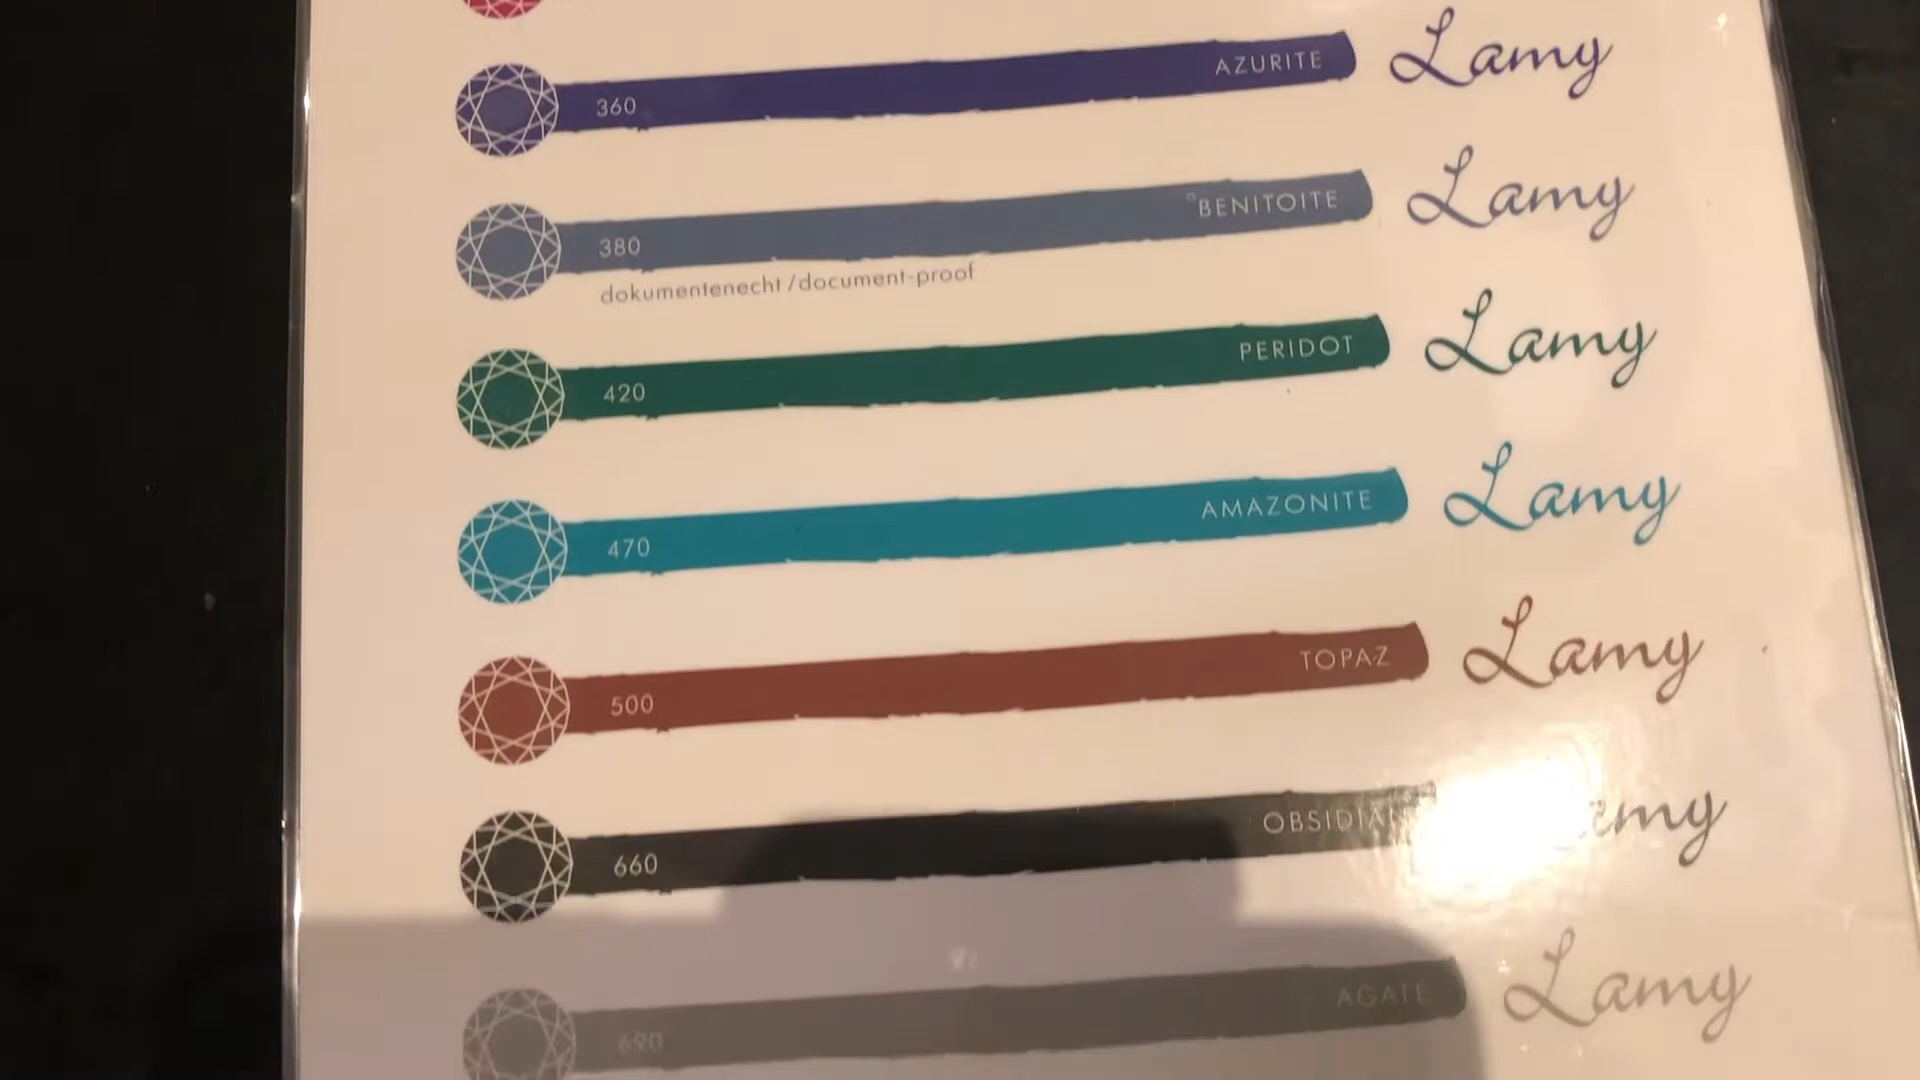 AZURITE Lamy
360
BENITOITE Lamy
380
dokumentenecht / document-proof
PERIDOT Lamy
420
AMAZONITE Lamy
470
TOPAZ Lamy
500
OBSIDIAN
660
AGATE Lamy
690